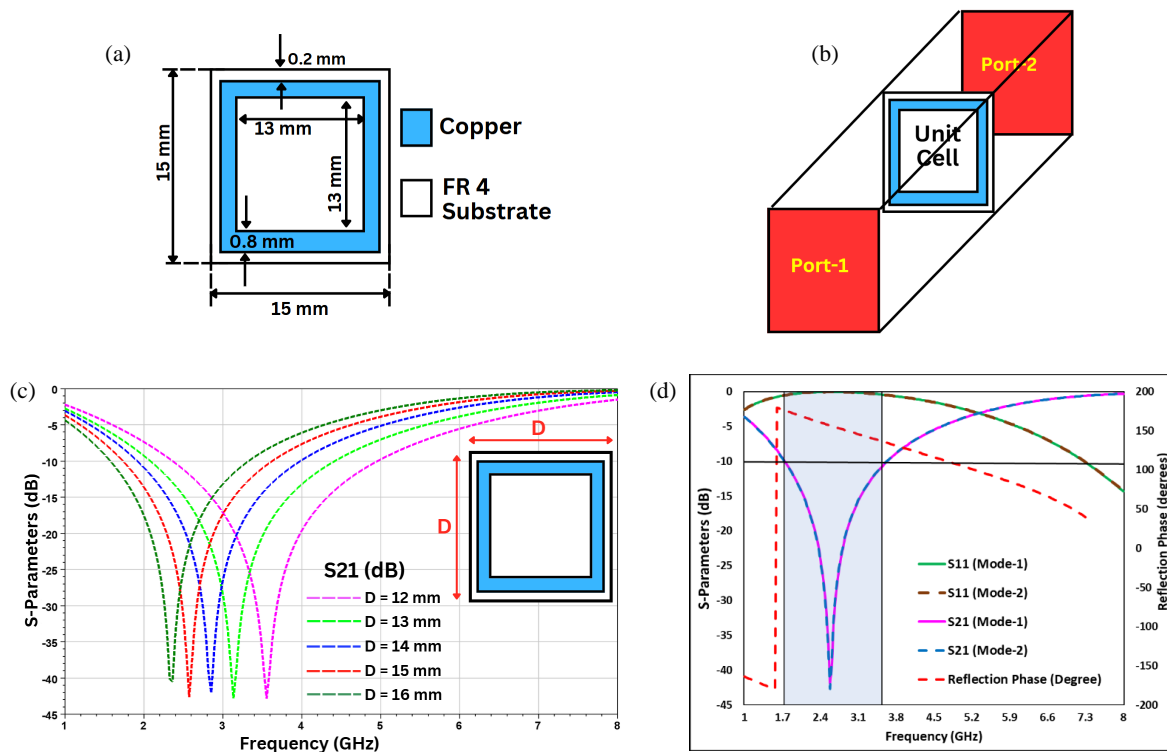 (a)
0.2 mm
15 mm
13 mm
13 mm
0.8 mm
15 mm
Copper
FR 4
Substrate
(b)
Port-2
Unit
Cell
Port-1
(c)
0
-5
-10
-15
-20
-25
-30
-35
-40
-45
S-Parameters (dB)
1 2 3 4 5 6 7 8
Frequency (GHz)
D
D
S21 (dB)
D = 12 mm
D = 13 mm
D = 14 mm
D = 15 mm
D = 16 mm
(d)
0
-5
-10
-15
-20
-25
-30
-35
-40
-45
S-Parameters (dB)
200
150
100
50
0
-50
-100
-150
-200
Reflection Phase (degrees)
S11 (Mode-1)
S11 (Mode-2)
S21 (Mode-1)
S21 (Mode-2)
Reflection Phase (Degree)
1 1.7 2.4 3.1 3.8 4.5 5.2 5.9 6.6 7.3 8
Frequency (GHz)